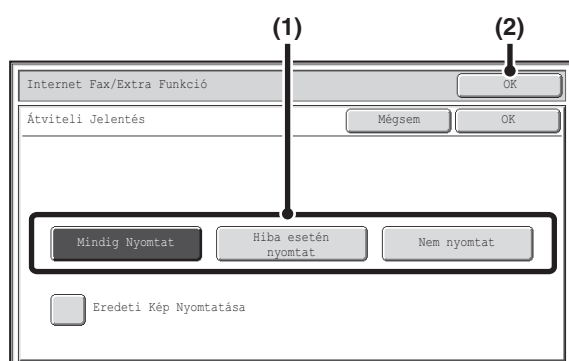 (1) (2)
Internet Fax/Extra Funkció OK
Átviteli Jelentés Mégsem OK
Mindig Nyomtat Hiba esetén nyomtat Nem nyomtat
Eredeti Kép Nyomtatása